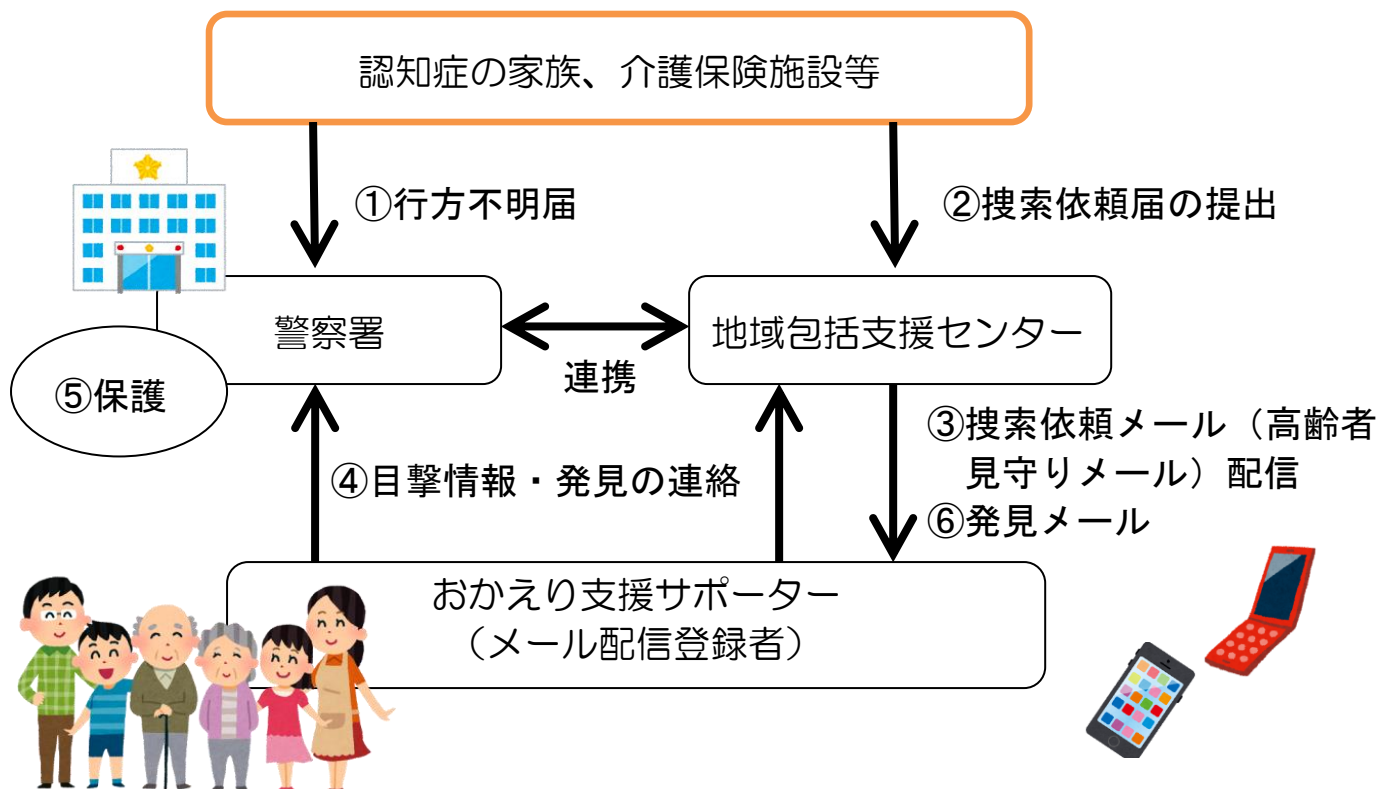 認知症の家族、介護保険施設等
①行方不明届
②捜索依頼届の提出
警察署
地域包括支援センター
連携
⑤保護
③捜索依頼メール（高齢者
見守りメール）配信
④目撃情報・発見の連絡
⑥発見メール
おかえり支援サポーター
（メール配信登録者）